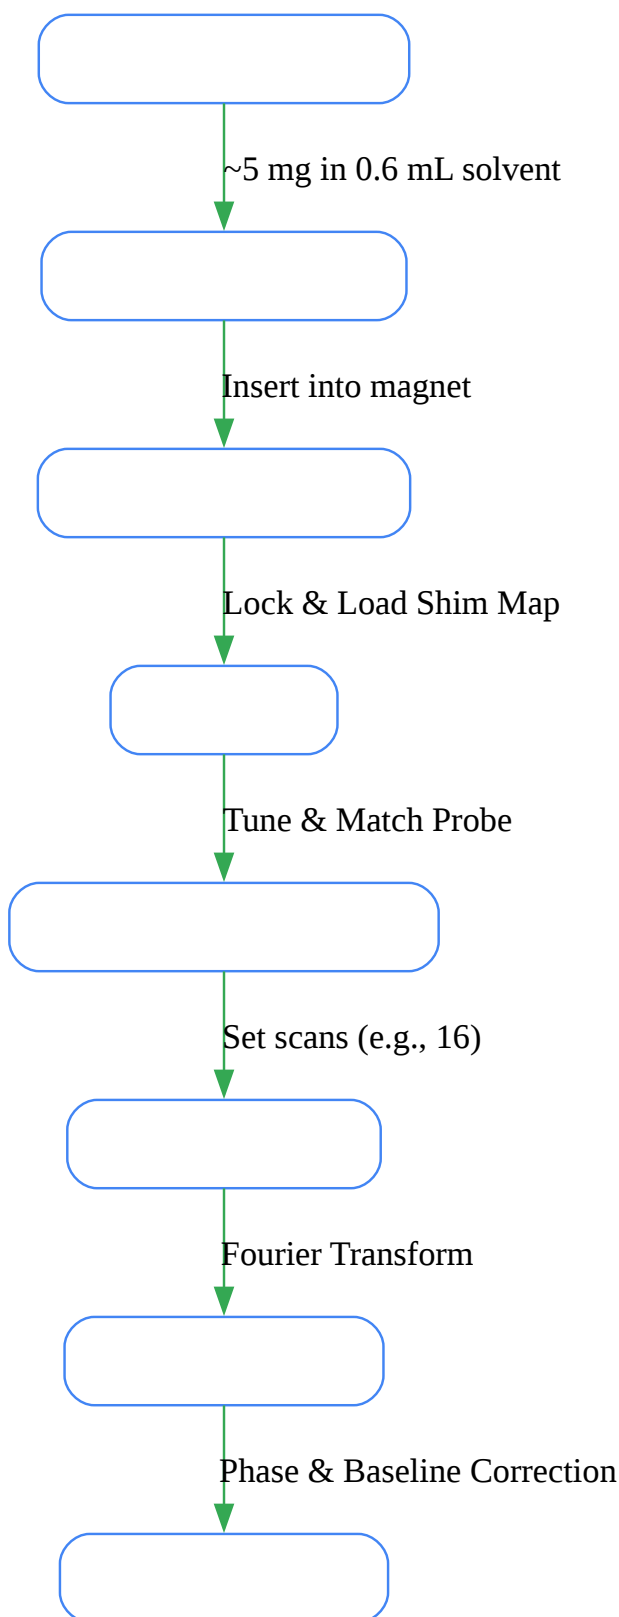 ~5 mg in 0.6 mL solvent
Insert into magnet
Lock & Load Shim Map
Tune & Match Probe
Set scans (e.g., 16)
Fourier Transform
Phase & Baseline Correction